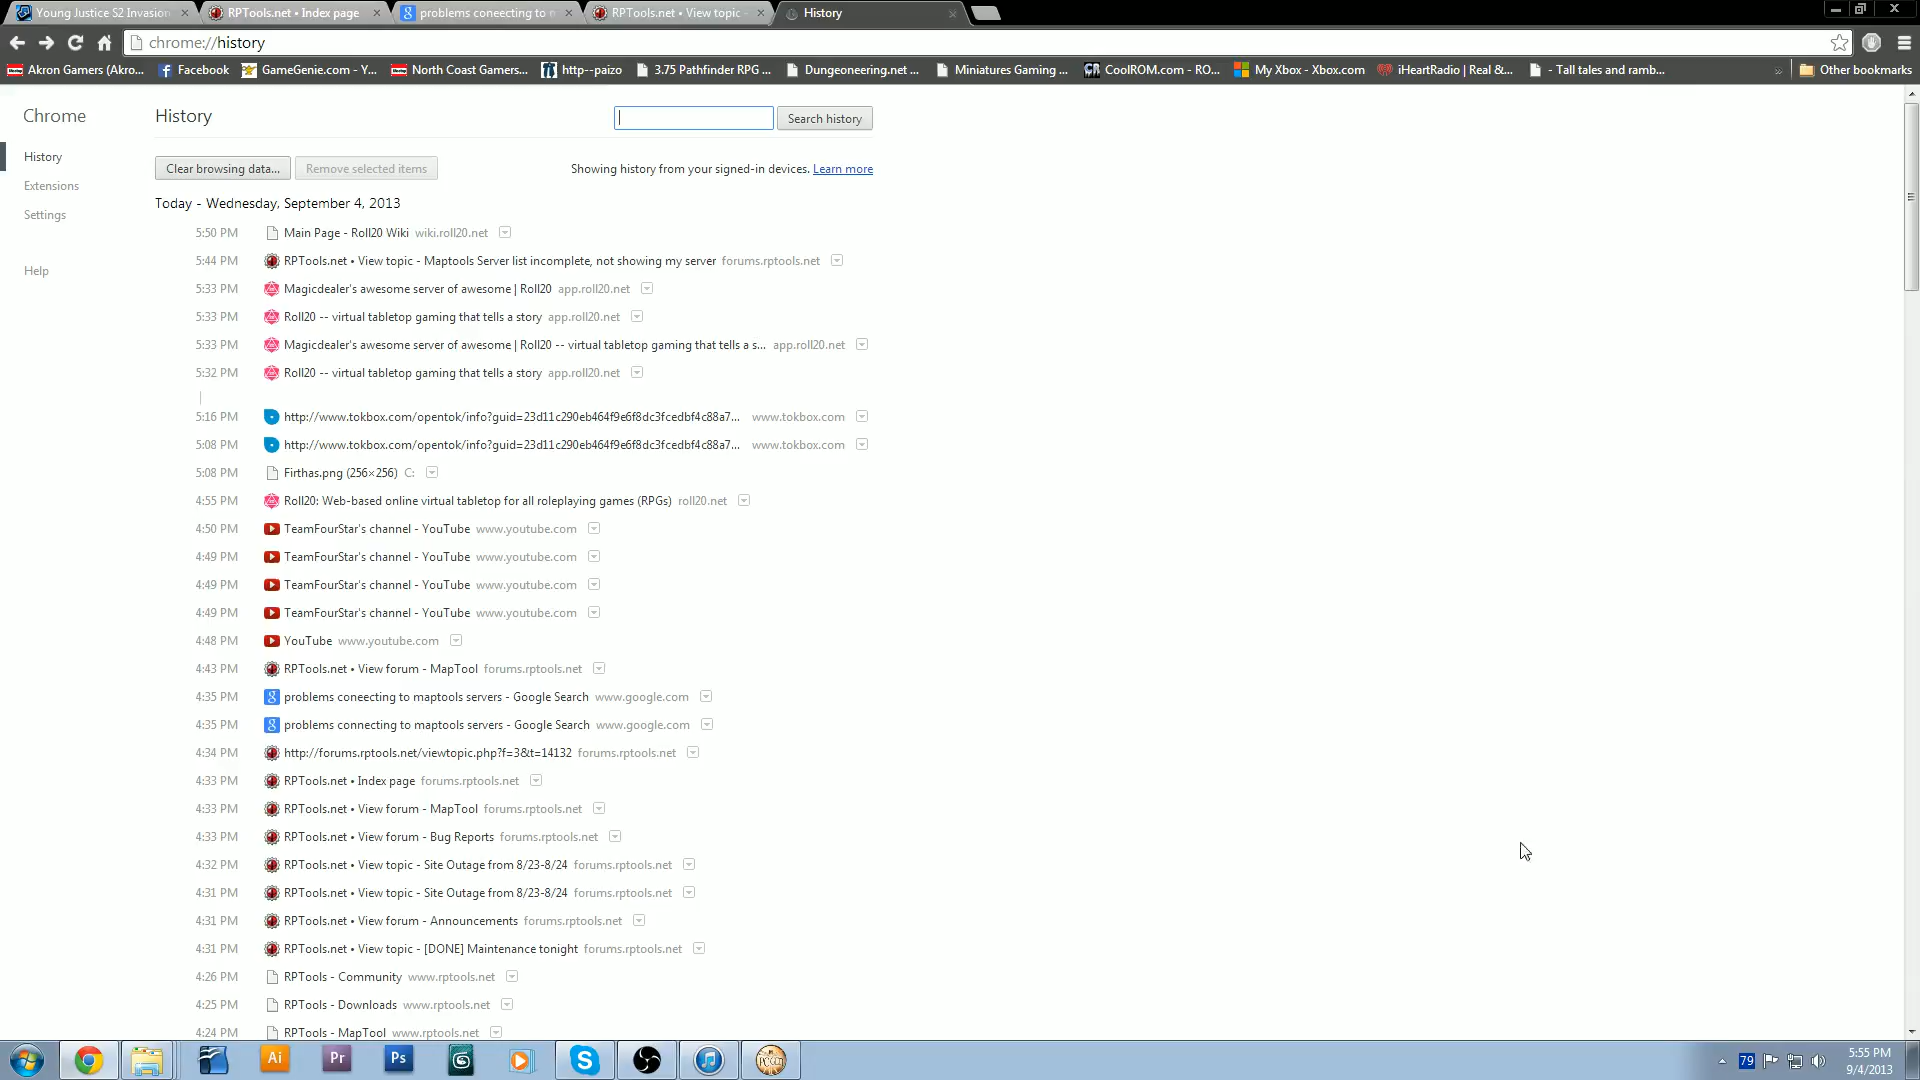 Young Justice S2 Invasion
RPTools.net • Index page
problems coneecting to m
RPTools.net • View topic -
History
chrome://history
Akron Gamers (Akro...
Facebook
GameGenie.com - Y...
North Coast Gamers...
http--paizo
3.75 Pathfinder RPG ...
Dungeoneering.net ...
Miniatures Gaming ...
CoolROM.com - RO...
My Xbox - Xbox.com
iHeartRadio | Real &...
- Tall tales and ramb...
»
Other bookmarks
Chrome
History
Search history
History
Extensions
Settings
Help
Clear browsing data...
Remove selected items
Showing history from your signed-in devices. Learn more
Today - Wednesday, September 4, 2013
5:50 PM Main Page - Roll20 Wiki wiki.roll20.net
5:44 PM RPTools.net • View topic - Maptools Server list incomplete, not showing my server forums.rptools.net
5:33 PM Magicdealer's awesome server of awesome | Roll20 app.roll20.net
5:33 PM Roll20 -- virtual tabletop gaming that tells a story app.roll20.net
5:33 PM Magicdealer's awesome server of awesome | Roll20 -- virtual tabletop gaming that tells a s... app.roll20.net
5:32 PM Roll20 -- virtual tabletop gaming that tells a story app.roll20.net
5:16 PM http://www.tokbox.com/opentok/info?guid=23d11c290eb464f9e6f8dc3fcedbf4c88a7... www.tokbox.com
5:08 PM http://www.tokbox.com/opentok/info?guid=23d11c290eb464f9e6f8dc3fcedbf4c88a7... www.tokbox.com
5:08 PM Firthas.png (256×256) C:
4:55 PM Roll20: Web-based online virtual tabletop for all roleplaying games (RPGs) roll20.net
4:50 PM TeamFourStar's channel - YouTube www.youtube.com
4:49 PM TeamFourStar's channel - YouTube www.youtube.com
4:49 PM TeamFourStar's channel - YouTube www.youtube.com
4:49 PM TeamFourStar's channel - YouTube www.youtube.com
4:48 PM YouTube www.youtube.com
4:43 PM RPTools.net • View forum - MapTool forums.rptools.net
4:35 PM problems coneecting to maptools servers - Google Search www.google.com
4:35 PM problems connecting to maptools servers - Google Search www.google.com
4:34 PM http://forums.rptools.net/viewtopic.php?f=3&t=14132 forums.rptools.net
4:33 PM RPTools.net • Index page forums.rptools.net
4:33 PM RPTools.net • View forum - MapTool forums.rptools.net
4:33 PM RPTools.net • View forum - Bug Reports forums.rptools.net
4:32 PM RPTools.net • View topic - Site Outage from 8/23-8/24 forums.rptools.net
4:31 PM RPTools.net • View topic - Site Outage from 8/23-8/24 forums.rptools.net
4:31 PM RPTools.net • View forum - Announcements forums.rptools.net
4:31 PM RPTools.net • View topic - [DONE] Maintenance tonight forums.rptools.net
4:26 PM RPTools - Community www.rptools.net
4:25 PM RPTools - Downloads www.rptools.net
4:24 PM RPTools - MapTool www.rptools.net
Ai
Pr
Ps
79
5:55 PM
9/4/2013